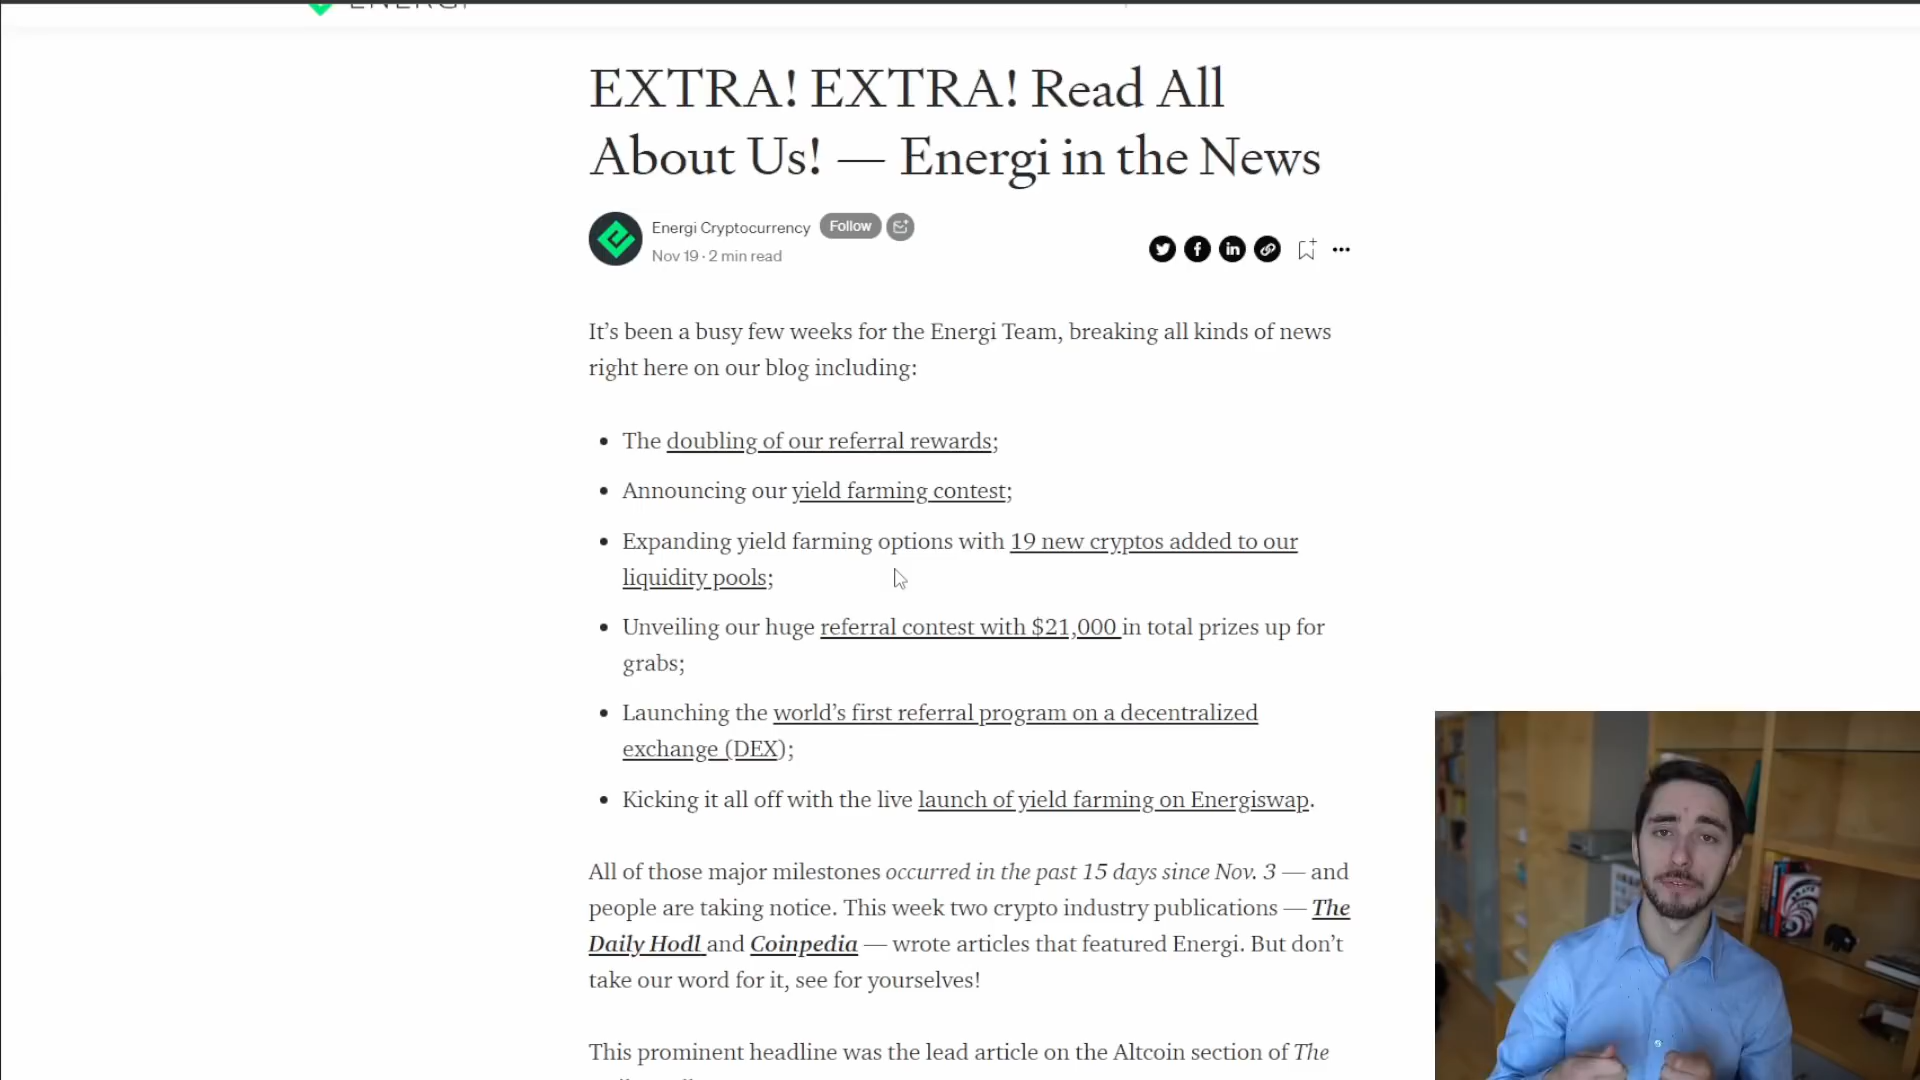 ENERGI
EXTRA! EXTRA! Read All
About Us! — Energi in the News
Energi Cryptocurrency Follow
Nov 19 · 2 min read
It’s been a busy few weeks for the Energi Team, breaking all kinds of news
right here on our blog including:
• The doubling of our referral rewards;
• Announcing our yield farming contest;
• Expanding yield farming options with 19 new cryptos added to our
liquidity pools;
• Unveiling our huge referral contest with $21,000 in total prizes up for
grabs;
• Launching the world’s first referral program on a decentralized
exchange (DEX);
• Kicking it all off with the live launch of yield farming on Energiswap.
All of those major milestones occurred in the past 15 days since Nov. 3 — and
people are taking notice. This week two crypto industry publications — The
Daily Hodl and Coinpedia — wrote articles that featured Energi. But don’t
take our word for it, see for yourselves!
This prominent headline was the lead article on the Altcoin section of The